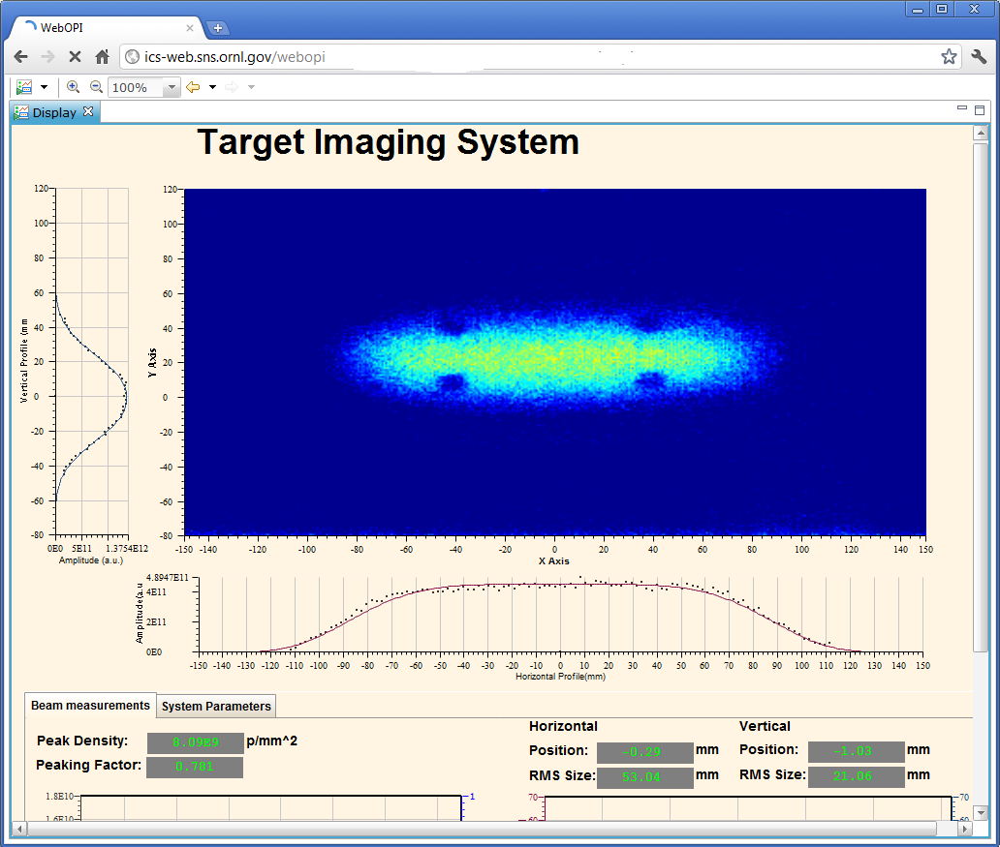 WebOPI
ics-web.sns.ornl.gov/webopi
100%
Display
Target Imaging System
120
100
80
60
40
20
0
-20
-40
-60
-80
Vertical Profile (mm
0E0 5E11 1.3754E12
Amplitude (a.u.)
120
100
80
60
40
20
0
-20
-40
-60
-80
Y Axis
-150 -140 -120 -100 -80 -60 -40 -20 0 20 40 60 80 100 120 140 150
X Axis
4.8947E11
4E11
2E11
0E0
Amplitude(a.u
-150 -140 -130 -120 -110 -100 -90 -80 -70 -60 -50 -40 -30 -20 -10 0 10 20 30 40 50 60 70 80 90 100 110 120 130 140 150
Horizontal Profile(mm)
Beam measurements System Parameters
Peak Density: 8.09E9 p/mm^2
Peaking Factor: 0.781
Horizontal
Position: -0.29 mm
RMS Size: 53.04 mm
Vertical
Position: -1.03 mm
RMS Size: 21.06 mm
1.8E10 1
1.6E10
70 70
60 60